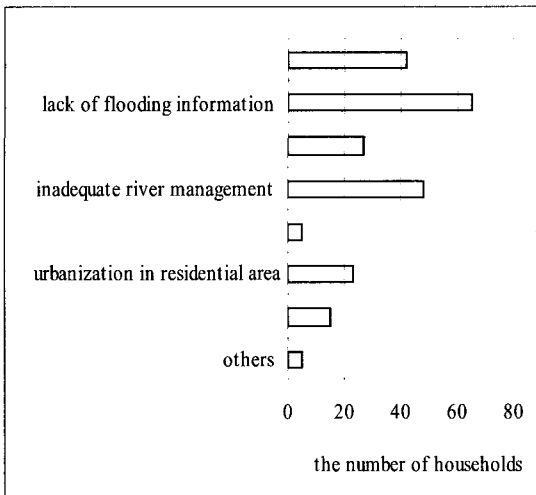 lack of flooding information
inadequate river management
urbanization in residential area
others
0 20 40 60 80
the number of households